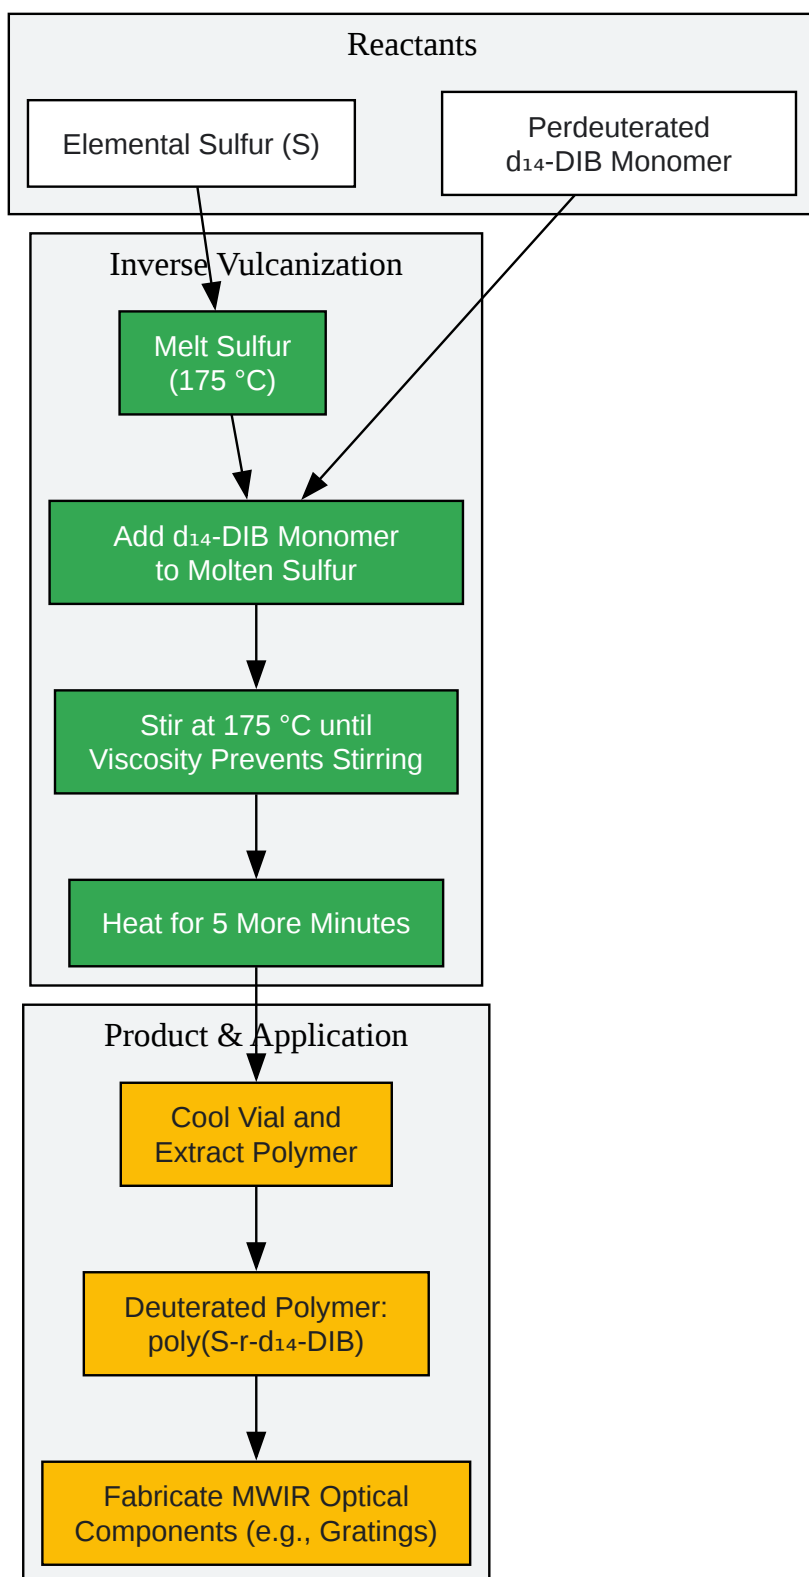 Reactants
Elemental Sulfur (S)
Perdeuterated
d₁₄-DIB Monomer
Inverse Vulcanization
Melt Sulfur
(175 °C)
Add d₁₄-DIB Monomer
to Molten Sulfur
Stir at 175 °C until
Viscosity Prevents Stirring
Heat for 5 More Minutes
Product & Application
Cool Vial and
Extract Polymer
Deuterated Polymer:
poly(S-r-d₁₄-DIB)
Fabricate MWIR Optical
Components (e.g., Gratings)